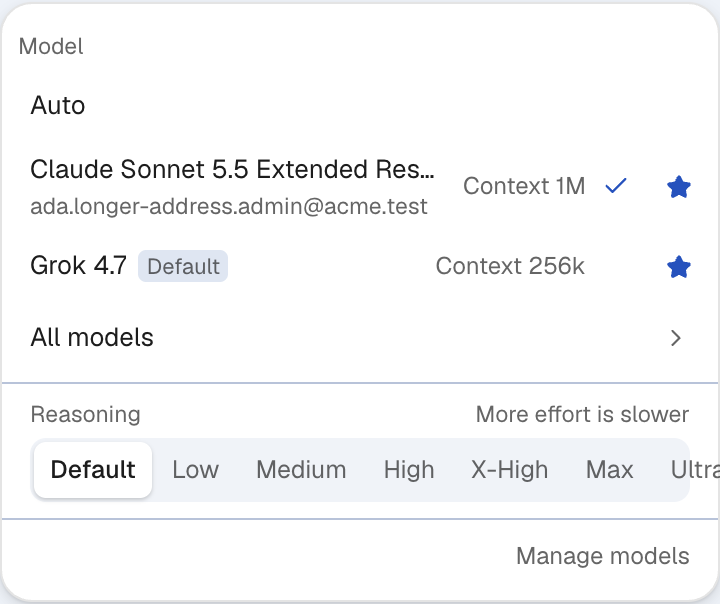 Model
Auto
Claude Sonnet 5.5 Extended Res...
ada.longer-address.admin@acme.test
Context 1M
Grok 4.7 Default Context 256k
All models
Reasoning More effort is slower
Default Low Medium High X-High Max Ultra
Manage models